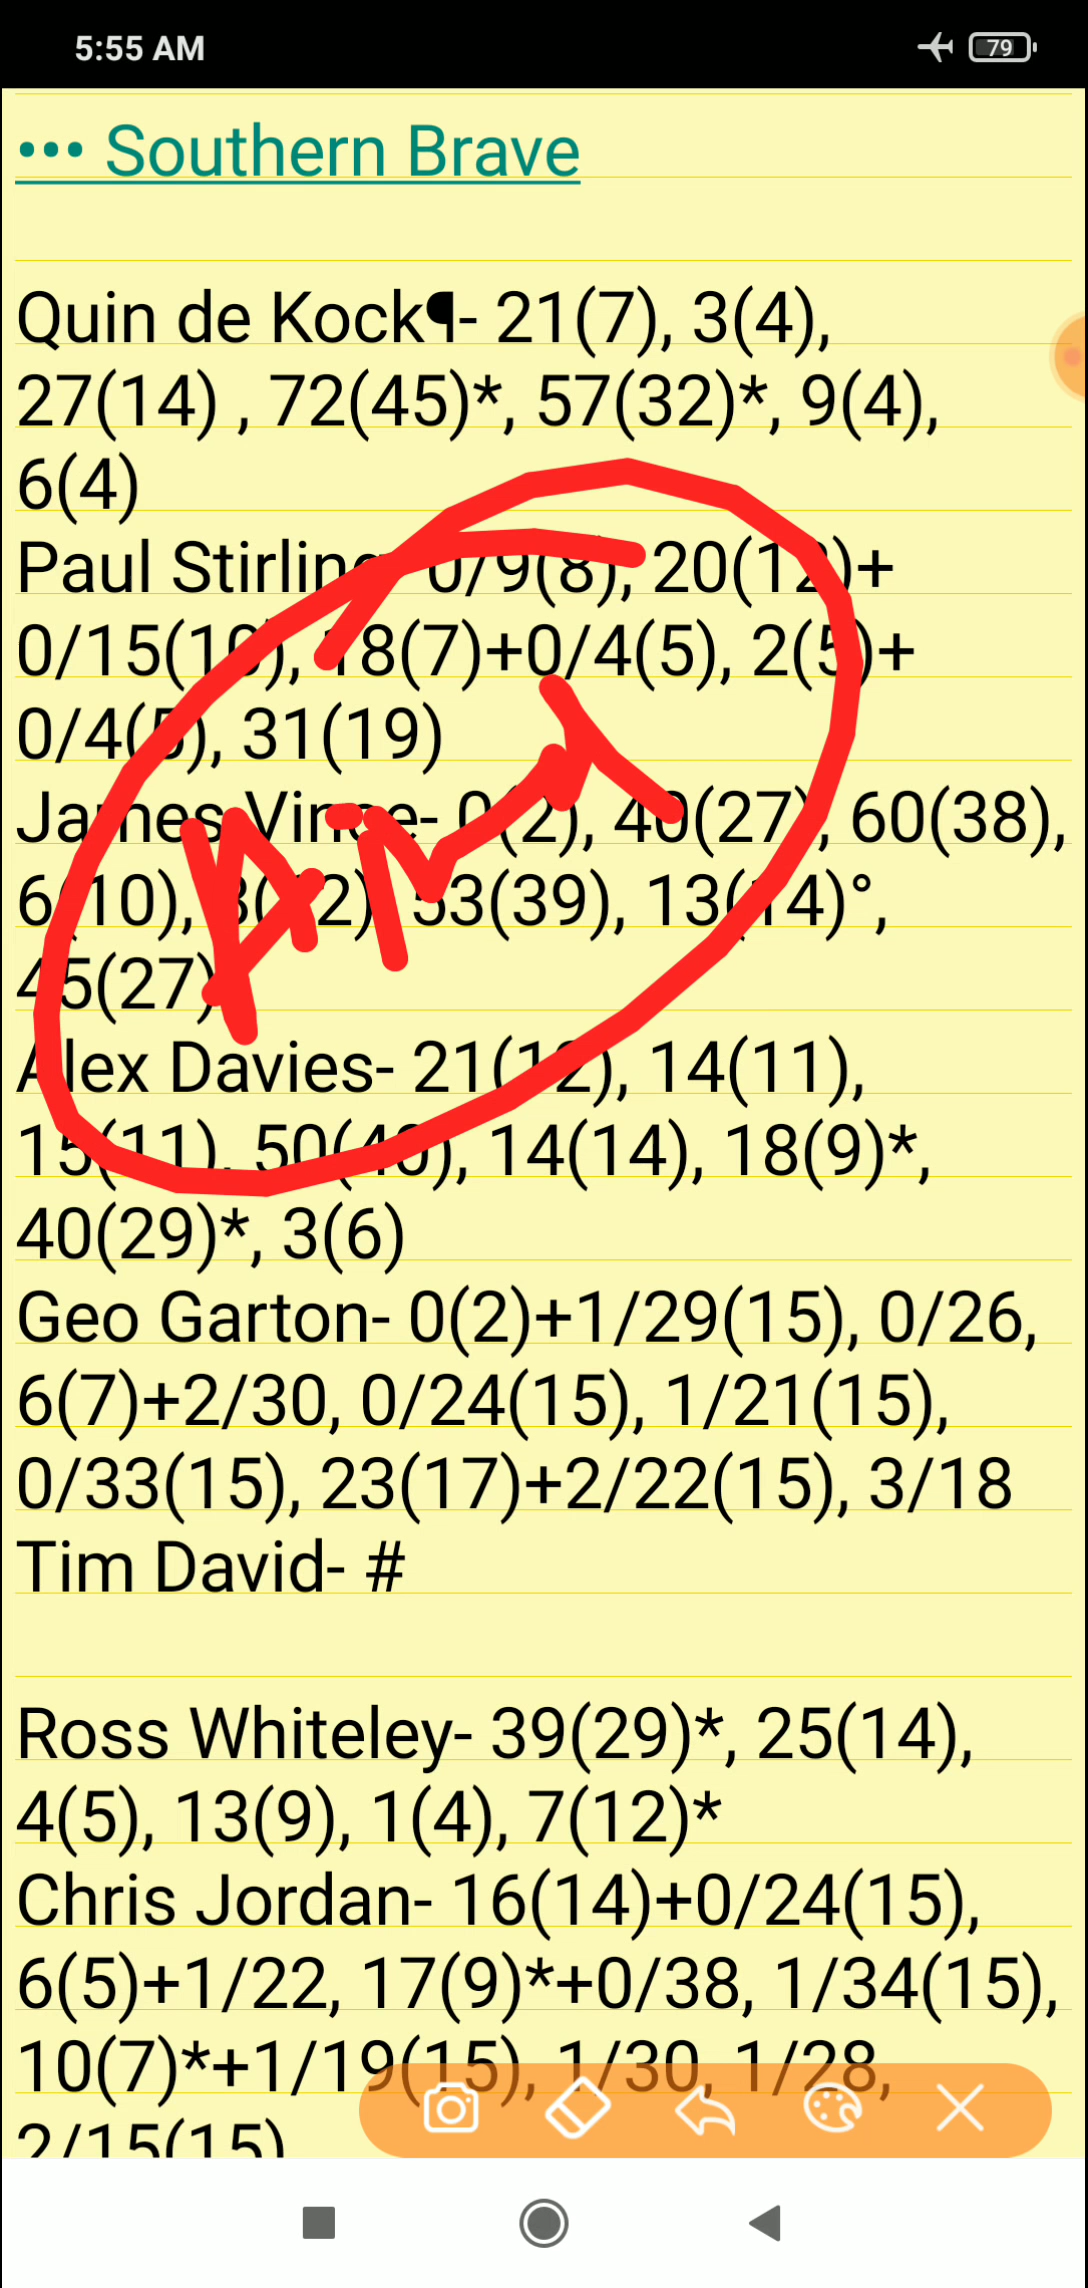 5:55 AM
79
••• Southern Brave
Quin de Kock¶- 21(7), 3(4),
27(14) , 72(45)*, 57(32)*, 9(4),
6(4)
Paul Stirling- 0/9(8), 20(12)+
0/15(10), 18(7)+0/4(5), 2(5)+
0/4(5), 31(19)
James Vince- 0(2), 40(27), 60(38),
6(10), 53(39), 13(14)°,
45(27)
Alex Davies- 21(12), 14(11),
15(11), 50(40), 14(14), 18(9)*,
40(29)*, 3(6)
Geo Garton- 0(2)+1/29(15), 0/26,
6(7)+2/30, 0/24(15), 1/21(15),
0/33(15), 23(17)+2/22(15), 3/18
Tim David- #
Ross Whiteley- 39(29)*, 25(14),
4(5), 13(9), 1(4), 7(12)*
Chris Jordan- 16(14)+0/24(15),
6(5)+1/22, 17(9)*+0/38, 1/34(15),
10(7)*+1/19(15), 1/30, 1/28,
2/15(15)